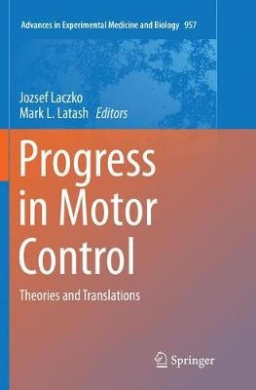 Advances in Experimental Medicine and Biology 957
Jozsef Laczko
Mark L. Latash Editors
Progress
in Motor
Control
Theories and Translations
Springer